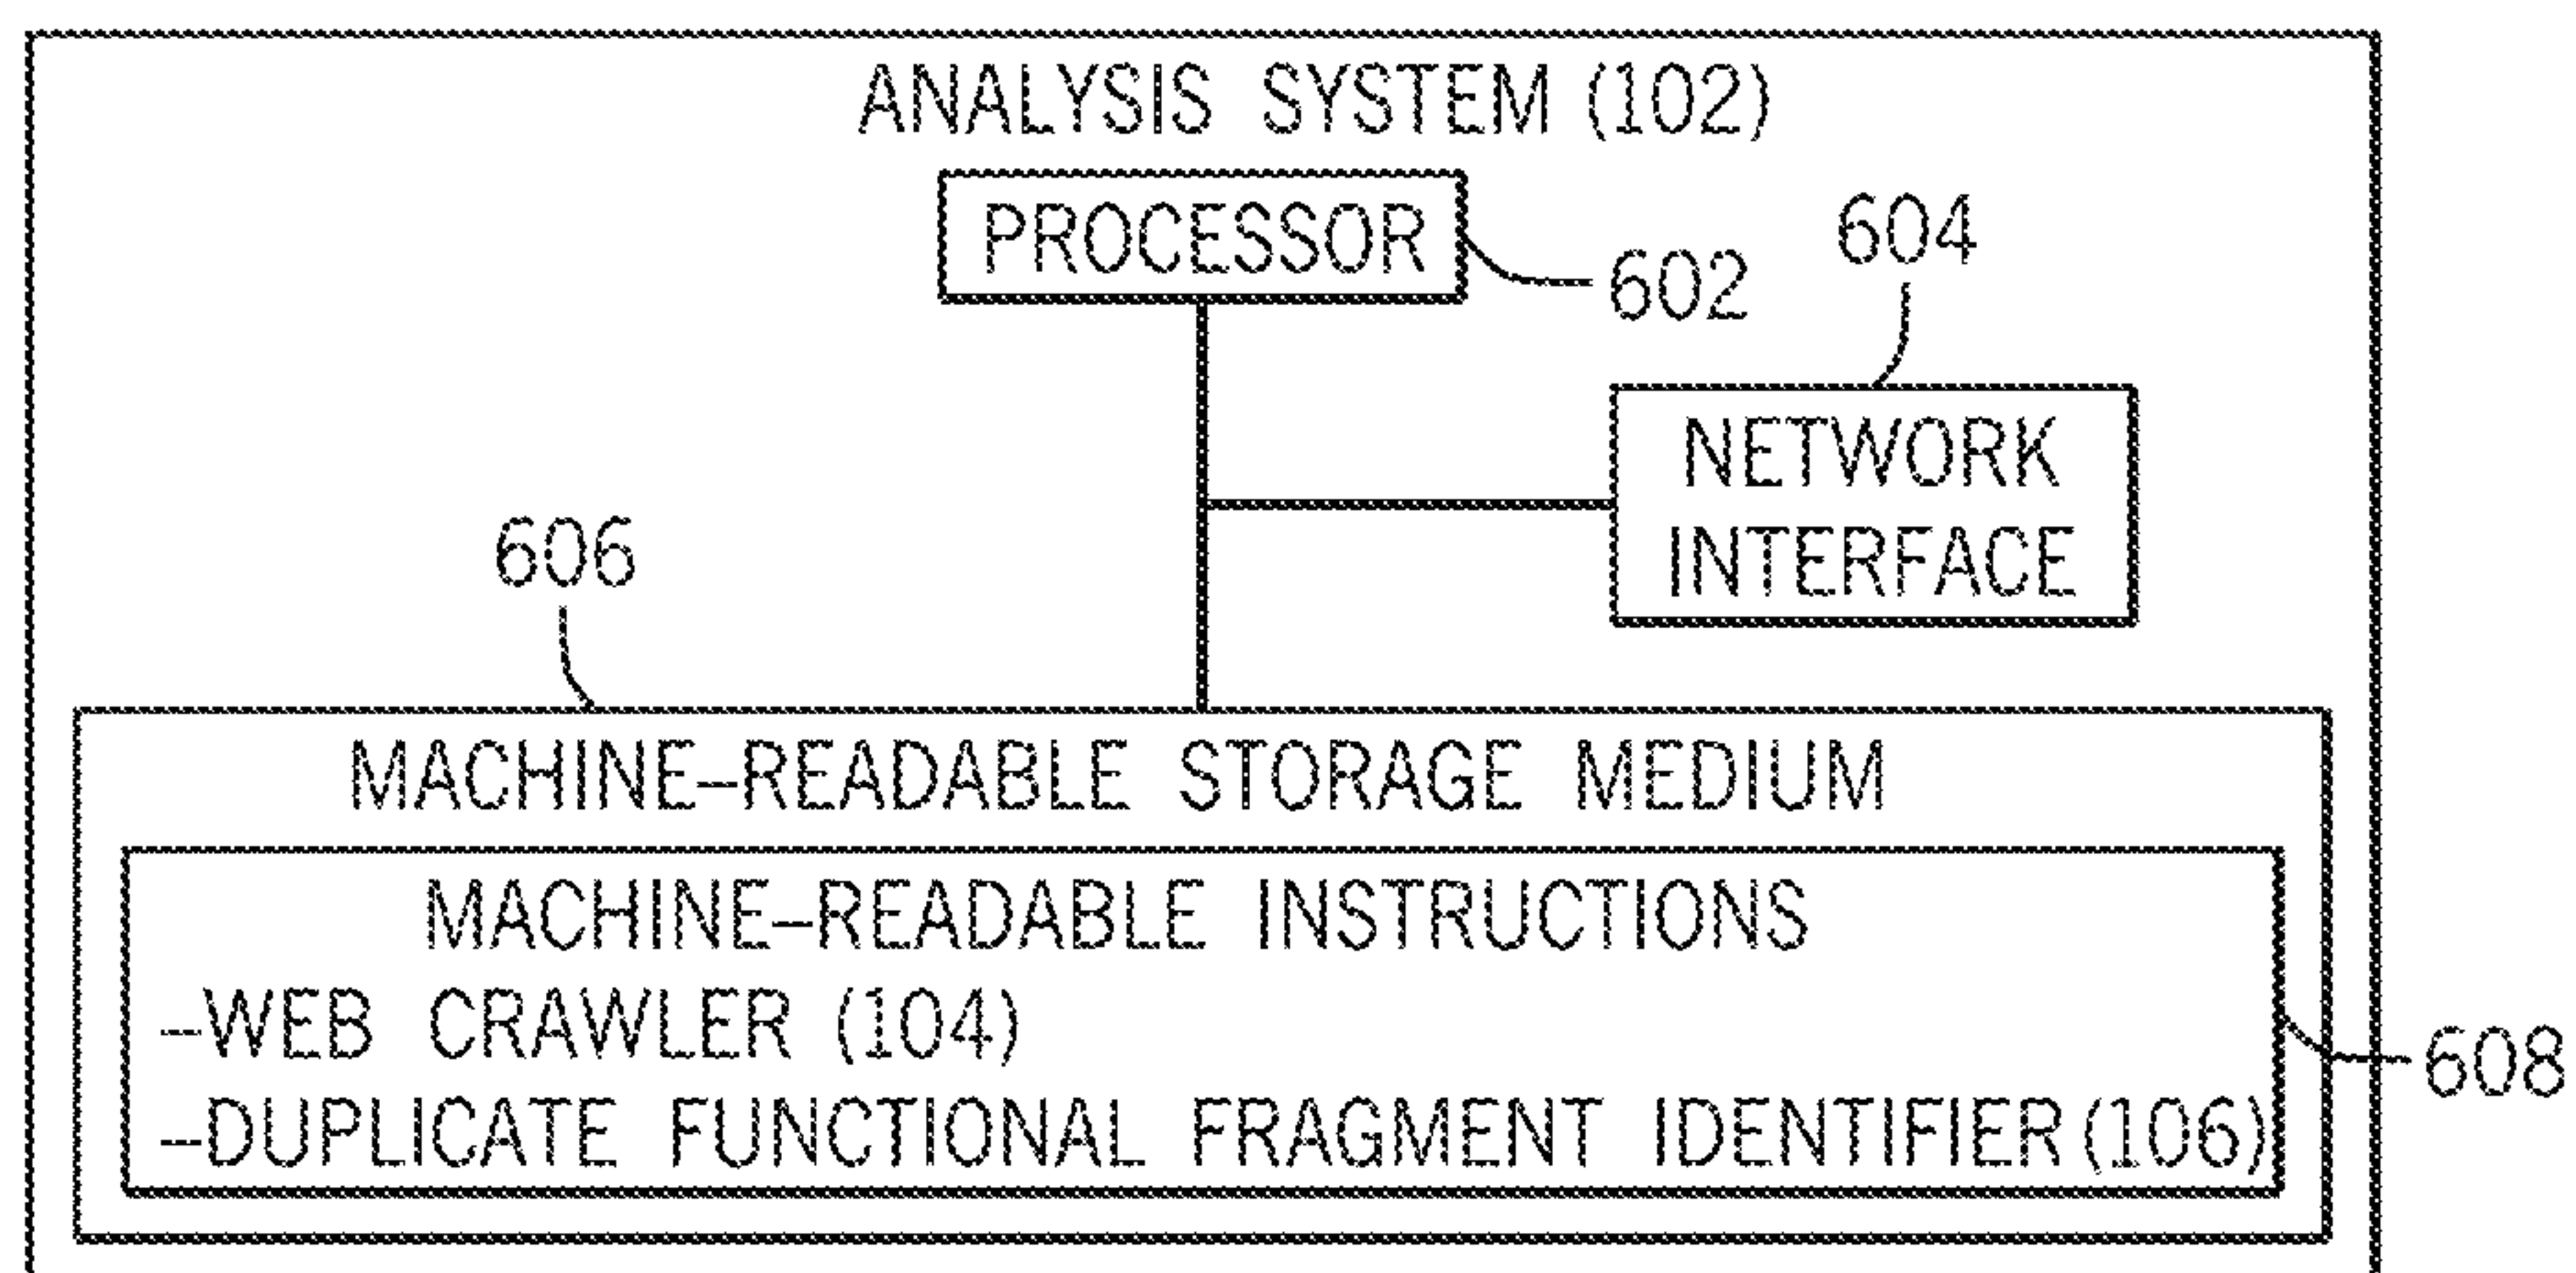 ANALYSIS SYSTEM (102)
PROCESSOR
602
604
NETWORK
INTERFACE
606
MACHINE-READABLE STORAGE MEDIUM
MACHINE-READABLE INSTRUCTIONS
-WEB CRAWLER (104)
-DUPLICATE FUNCTIONAL FRAGMENT IDENTIFIER (106)
608